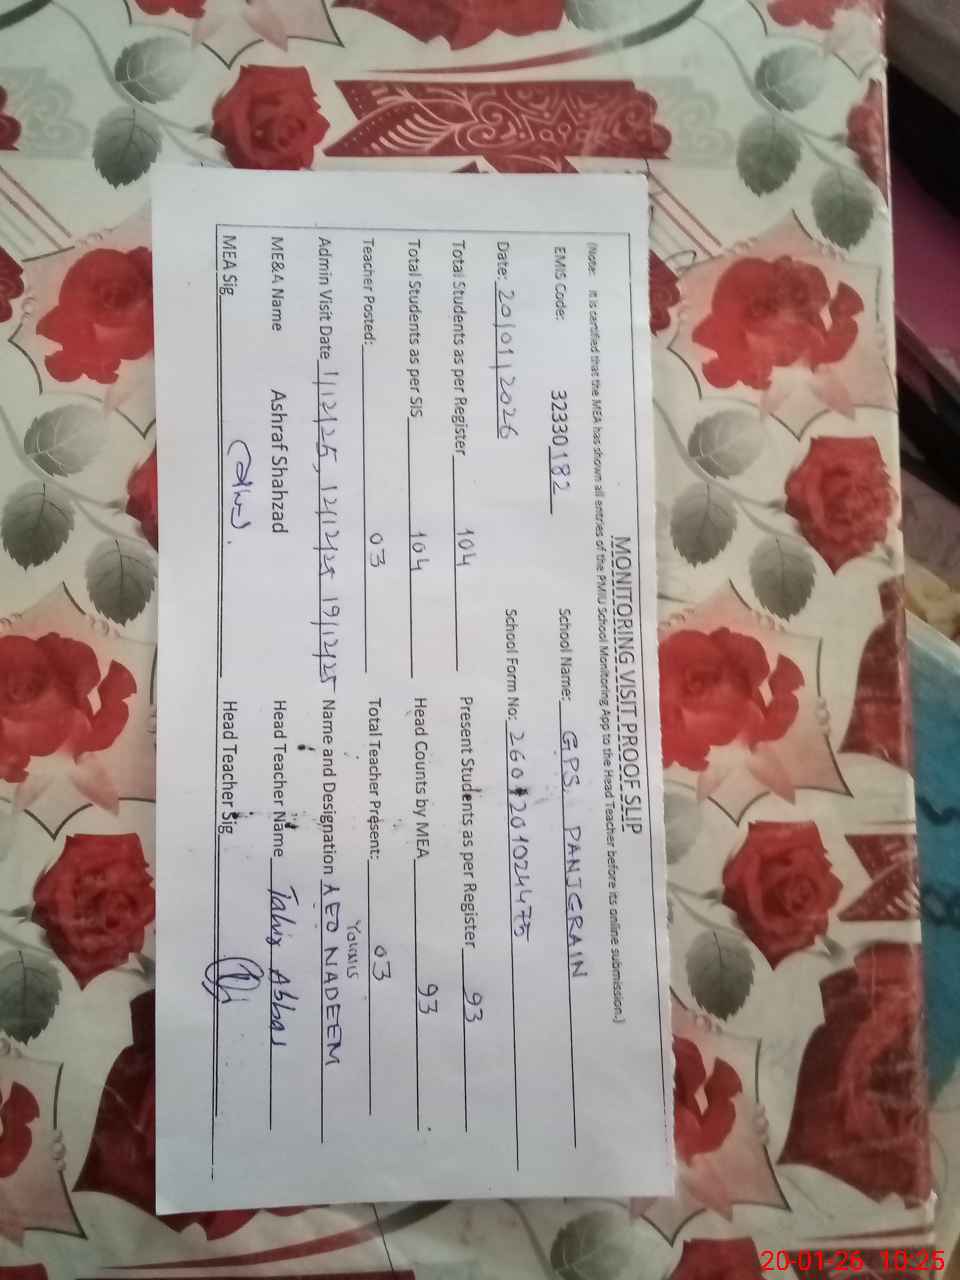 MONITORING VISIT PROOF SLIP
(Note: It is certified that the MEA has shown all entries of the PMIU School Monitoring App to the Head Teacher before its online submission.)
EMIS Code: 32330182 School Name: GPS. PANJGRAIN
Date: 20/01/2026 School Form No: 2601201024475
Total Students as per Register 104 Present Students as per Register 93
Total Students as per SIS 104 Head Counts by MEA 93
Teacher Posted: 03 Total Teacher Present: 03
Admin Visit Date 1/12/25, 12/12/25 19/12/25 Name and Designation AEO NADEEM Younis
ME&A Name Ashraf Shahzad Head Teacher Name Tahir Abbas
MEA Sig Head Teacher Sig
20-01-26 10:25